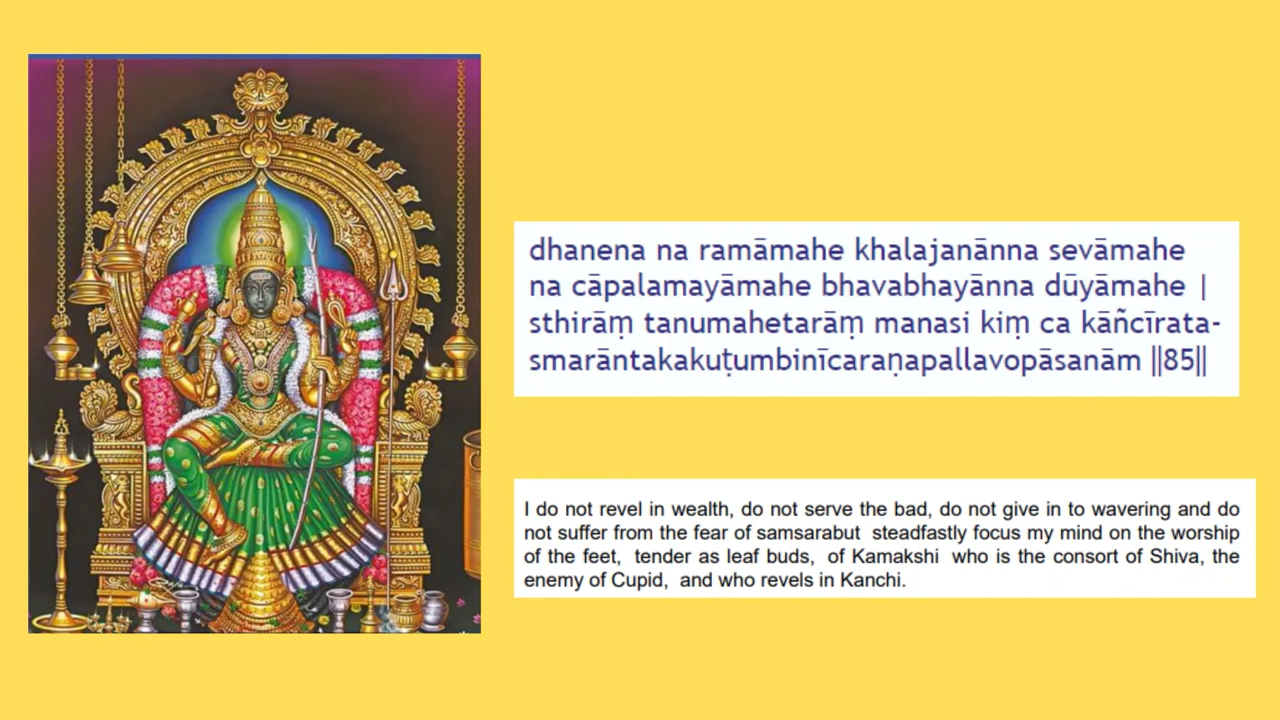 dhanena na ramāmahe khalajanānna sevāmahe
na cāpalamayāmahe bhavabhayānna dūyāmahe |
sthirāṃ tanumahetarāṃ manasi kiṃ ca kāñcīrata-
smarāntakakuṭumbinīcaraṇapallavopāsanām ||85||
I do not revel in wealth, do not serve the bad, do not give in to wavering and do
not suffer from the fear of samsarabut steadfastly focus my mind on the worship
of the feet, tender as leaf buds, of Kamakshi who is the consort of Shiva, the
enemy of Cupid, and who revels in Kanchi.